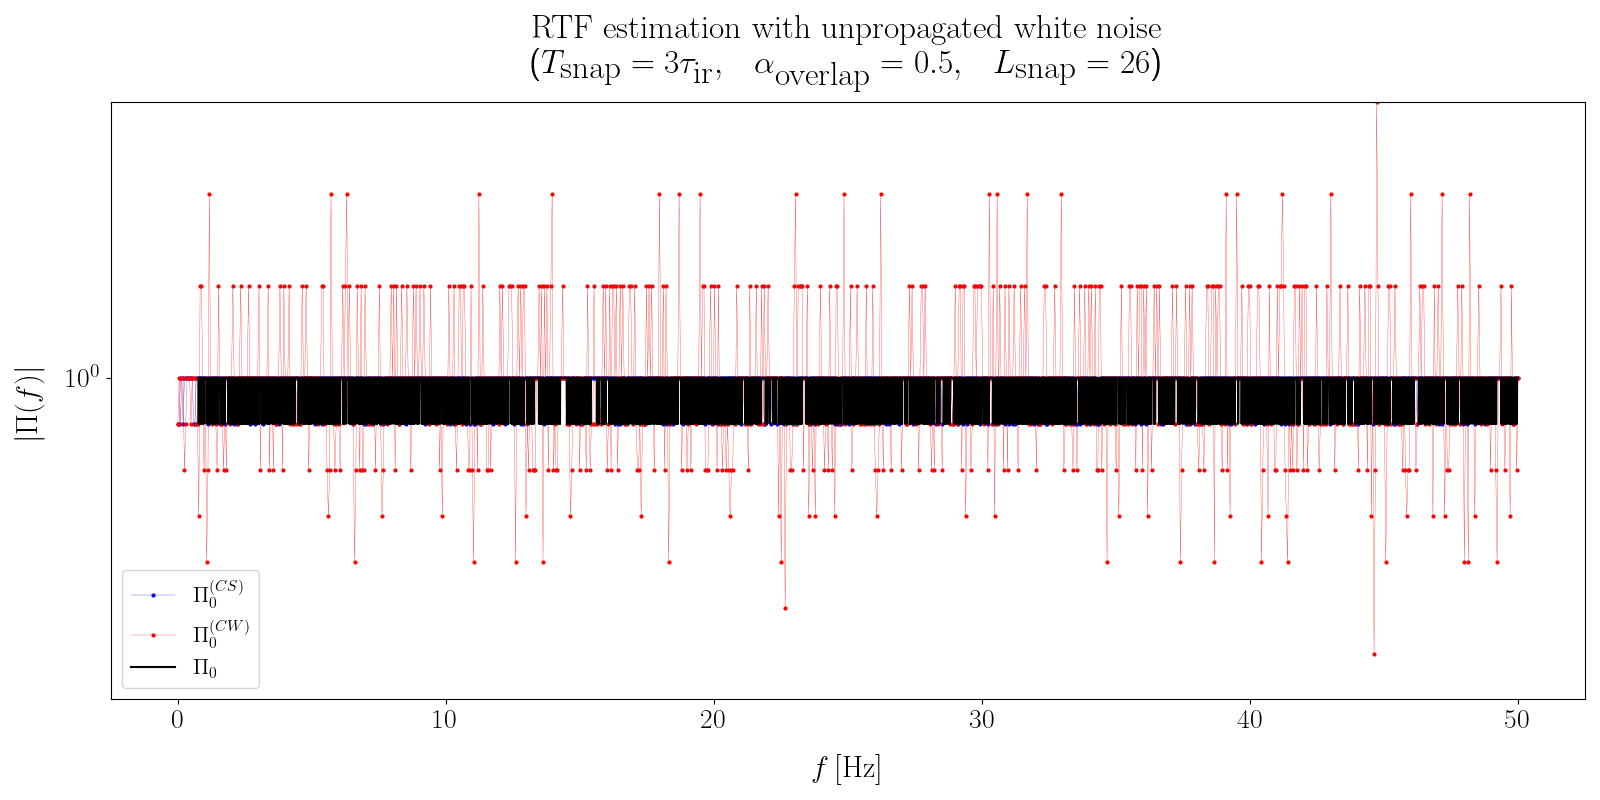 RTF estimation with unpropagated white noise
(T_snap = 3τ_ir, α_overlap = 0.5, L_snap = 26)
|Π(f)|
10^0
Π_0^(CS)
Π_0^(CW)
Π_0
0 10 20 30 40 50
f [Hz]